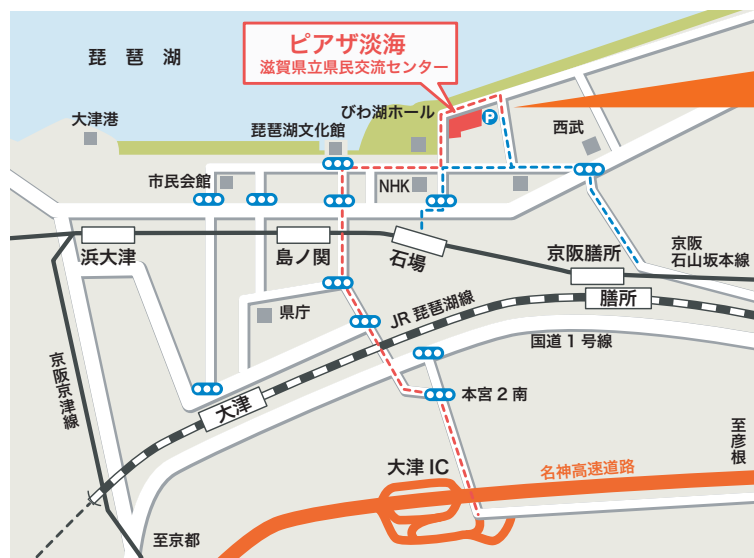 琵琶湖
ピアザ淡海
滋賀県立県民交流センター
大津港
びわ湖ホール
P
琵琶湖文化館
西武
市民会館
NHK
浜大津
島ノ関
石場
京阪膳所
京阪
石山坂本線
膳所
県庁
JR 琵琶湖線
国道1号線
京阪京津線
大津
本宮2南
至彦根
大津IC
名神高速道路
至京都